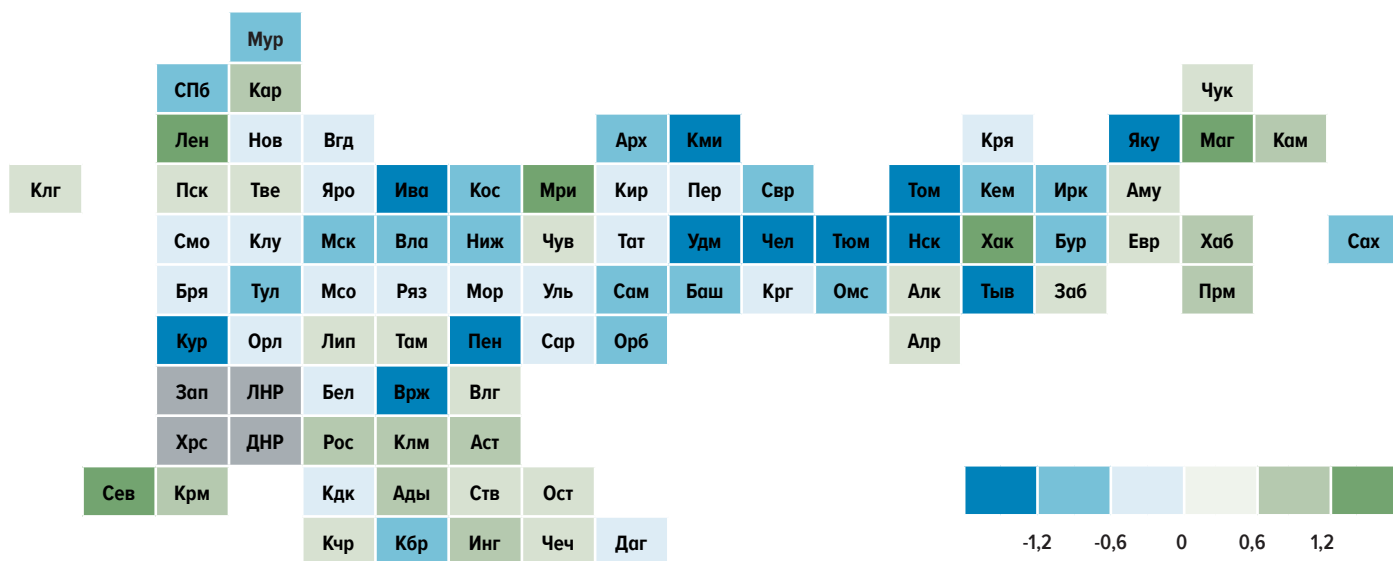 Мур
СПб Кар Чук
Лен Нов Вгд Арх Кми Кря Яку Маг Кам
Клг Пск Тве Яро Ива Кос Мри Кир Пер Свр Том Кем Ирк Аму
Смо Клу Мск Вла Ниж Чув Тат Удм Чел Тюм Нск Хак Бур Евр Хаб Сах
Бря Тул Мсо Ряз Мор Уль Сам Баш Крг Омс Алк Тыв Заб Прм
Кур Орл Лип Там Пен Сар Орб Алр
Зап ЛНР Бел Врж Влг
Хрс ДНР Рос Клм Аст
Сев Крм Кдк Ады Ств Ост
Кчр Кбр Инг Чеч Даг
-1,2 -0,6 0 0,6 1,2